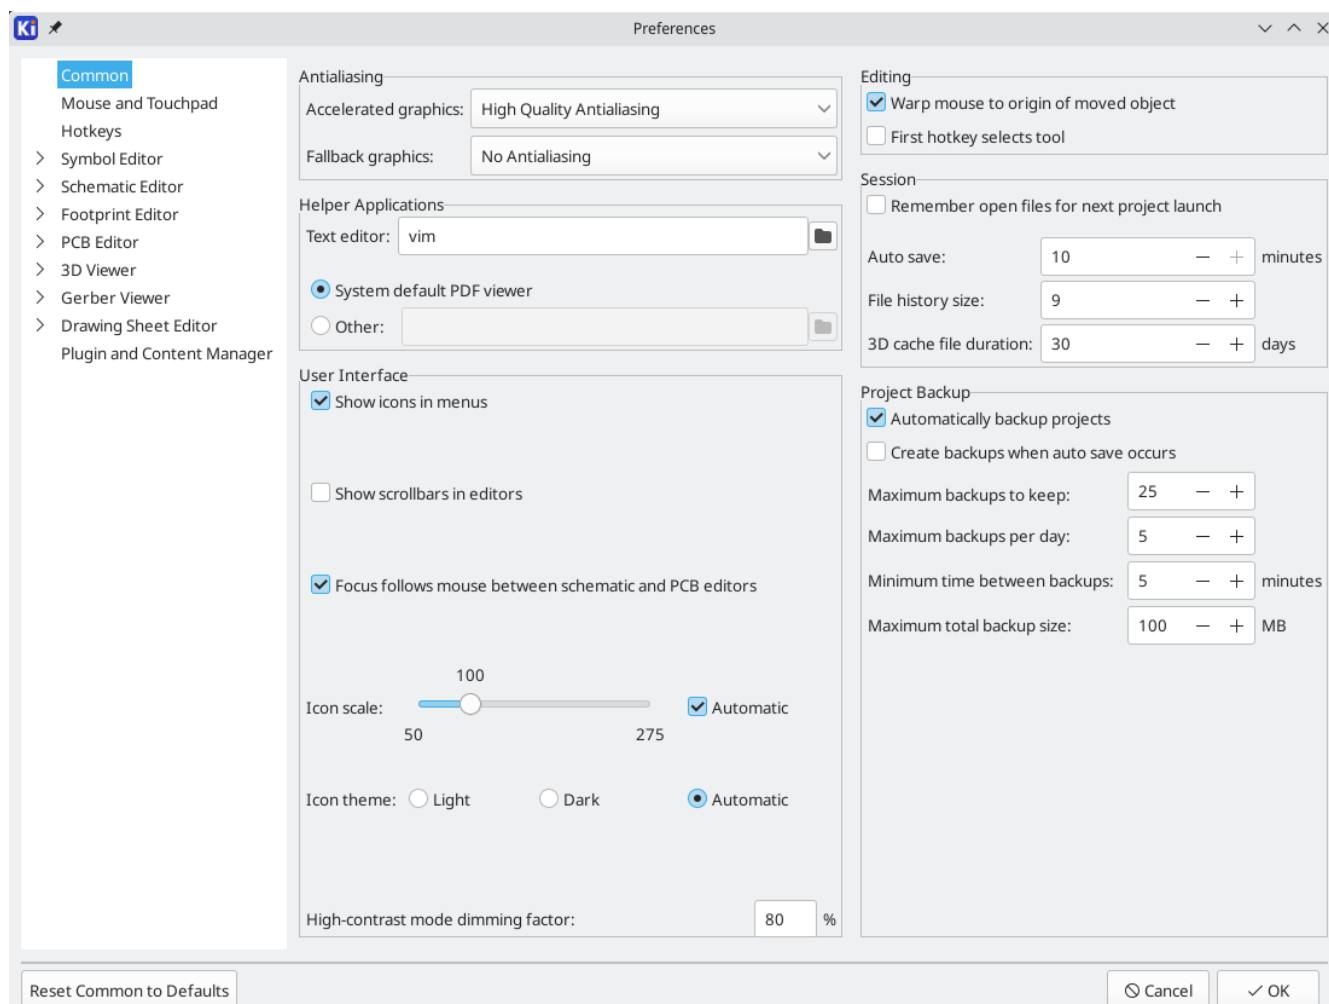 Ki
Preferences
Common
Mouse and Touchpad
Hotkeys
Symbol Editor
Schematic Editor
Footprint Editor
PCB Editor
3D Viewer
Gerber Viewer
Drawing Sheet Editor
Plugin and Content Manager
Antialiasing
Accelerated graphics: High Quality Antialiasing
Fallback graphics: No Antialiasing
Helper Applications
Text editor: vim
System default PDF viewer
Other:
User Interface
Show icons in menus
Show scrollbars in editors
Focus follows mouse between schematic and PCB editors
100
Icon scale: Automatic
50 275
Icon theme: Light Dark Automatic
High-contrast mode dimming factor: 80 %
Editing
Warp mouse to origin of moved object
First hotkey selects tool
Session
Remember open files for next project launch
Auto save: 10 minutes
File history size: 9
3D cache file duration: 30 days
Project Backup
Automatically backup projects
Create backups when auto save occurs
Maximum backups to keep: 25
Maximum backups per day: 5
Minimum time between backups: 5 minutes
Maximum total backup size: 100 MB
Reset Common to Defaults
Cancel OK